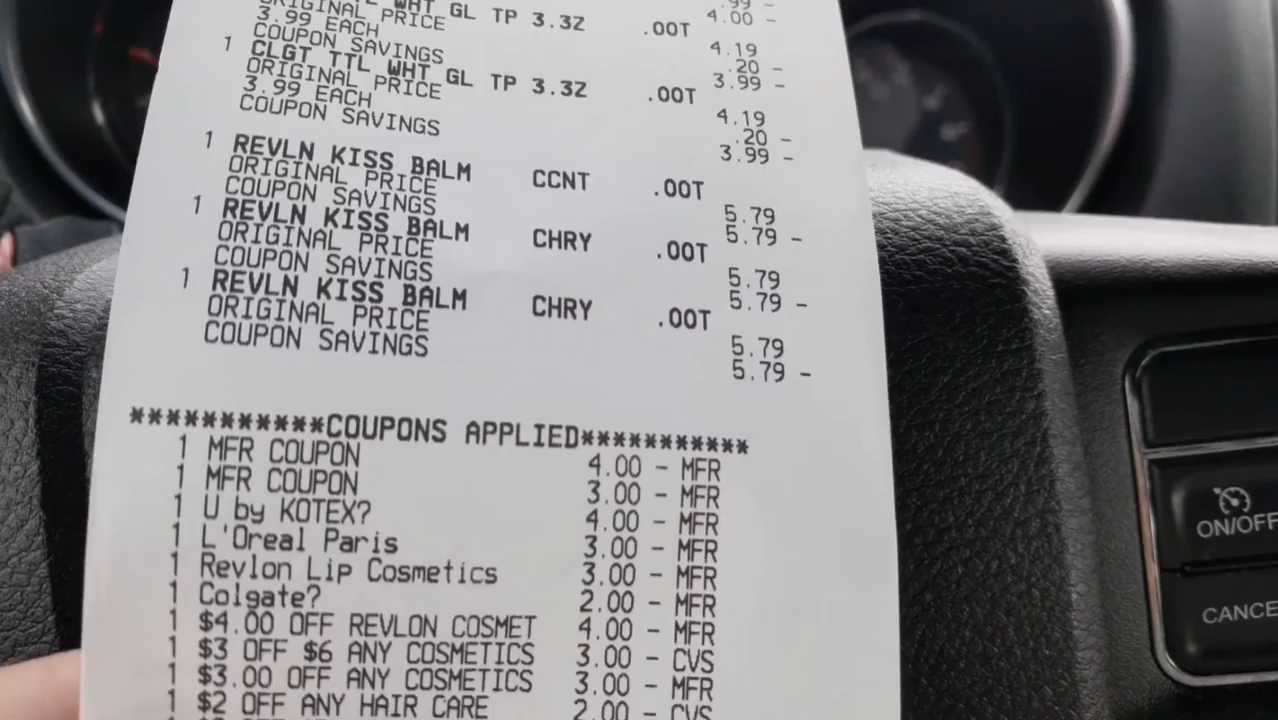 WHT GL TP 3.3Z .00T
ORIGINAL PRICE 4.19
3.99 EACH .20 -
COUPON SAVINGS 3.99 -
1 CLGT TTL WHT GL TP 3.3Z .00T
ORIGINAL PRICE 4.19
3.99 EACH .20 -
COUPON SAVINGS 3.99 -
1 REVLN KISS BALM CCNT .00T
ORIGINAL PRICE 5.79
COUPON SAVINGS 5.79 -
1 REVLN KISS BALM CHRY .00T
ORIGINAL PRICE 5.79
COUPON SAVINGS 5.79 -
1 REVLN KISS BALM CHRY .00T
ORIGINAL PRICE 5.79
COUPON SAVINGS 5.79 -
***********COUPONS APPLIED***********
1 MFR COUPON 4.00 - MFR
1 MFR COUPON 3.00 - MFR
1 U by KOTEX? 4.00 - MFR
1 L'Oreal Paris 3.00 - MFR
1 Revlon Lip Cosmetics 3.00 - MFR
1 Colgate? 2.00 - MFR
1 $4.00 OFF REVLON COSMET 4.00 - MFR
1 $3 OFF $6 ANY COSMETICS 3.00 - CVS
1 $3.00 OFF ANY COSMETICS 3.00 - MFR
1 $2 OFF ANY HAIR CARE 2.00 - CVS
ON/OFF
CANCE